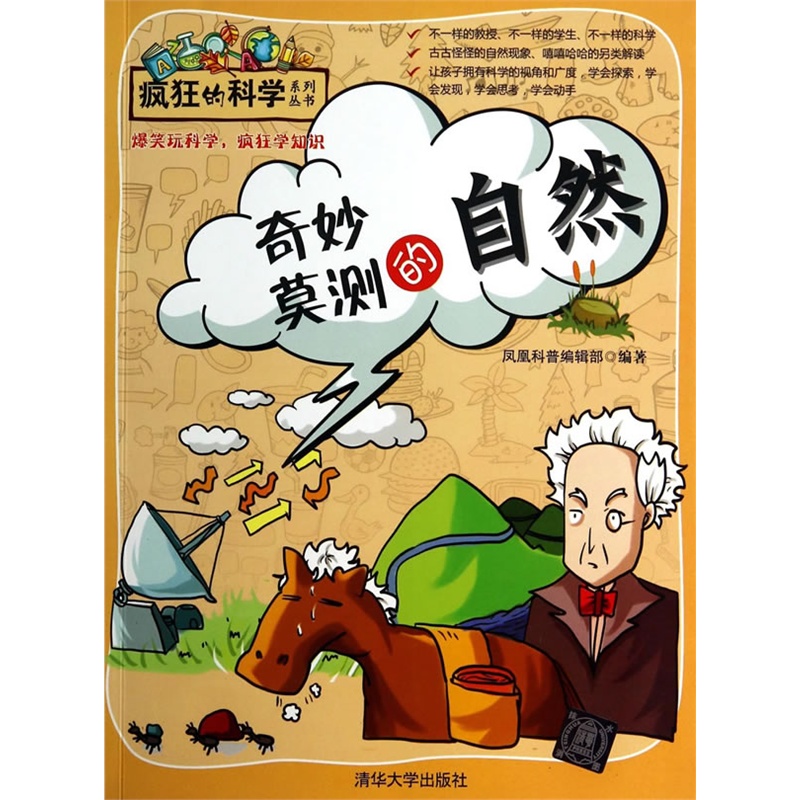 疯狂的科学系列丛书
爆笑玩科学，疯狂学知识
不一样的教授、不一样的学生、不一样的科学
古古怪怪的自然现象、嘻嘻哈哈的另类解读
让孩子拥有科学的视角和广度，学会探索，学
会发现，学会思考，学会动手
奇妙
莫测的自然
凤凰科普编辑部◎编著
清华大学出版社